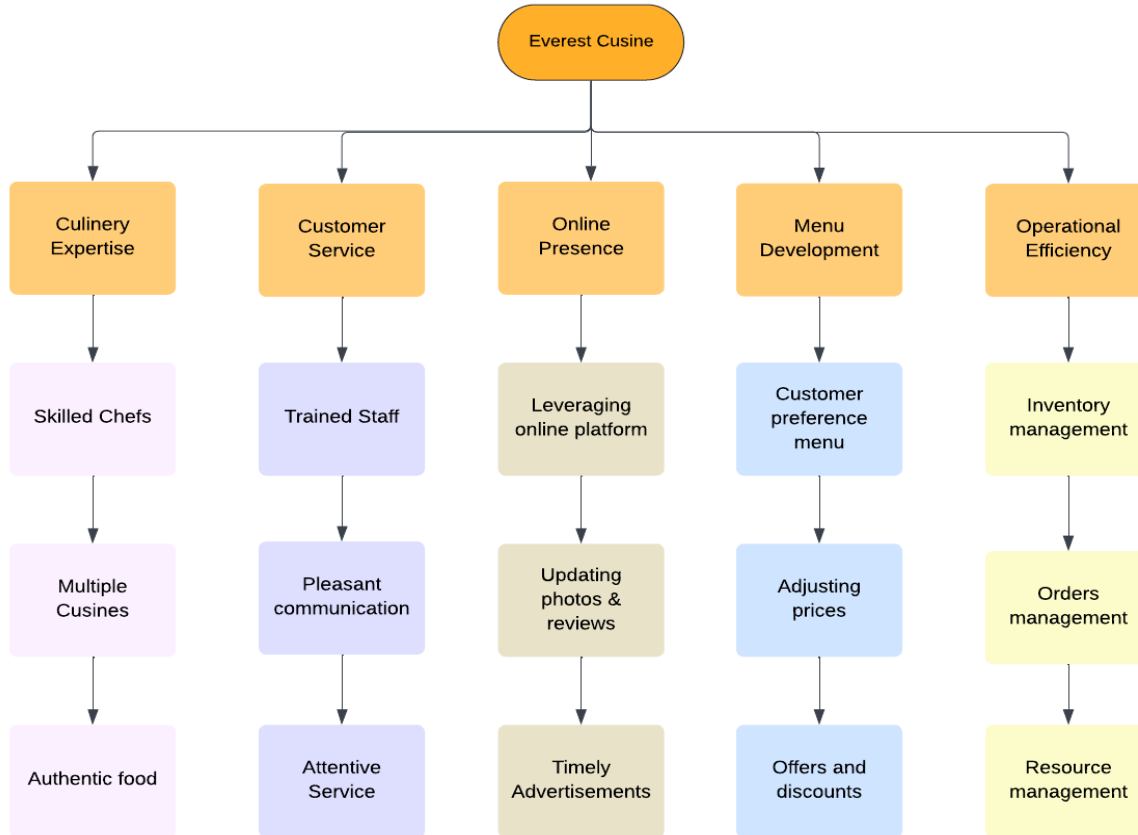 Everest Cusine
Culinery
Expertise
Customer
Service
Online
Presence
Menu
Development
Operational
Efficiency
Skilled Chefs
Trained Staff
Leveraging
online platform
Customer
preference
menu
Inventory
management
Multiple
Cusines
Pleasant
communication
Updating
photos &
reviews
Adjusting
prices
Orders
management
Authentic food
Attentive
Service
Timely
Advertisements
Offers and
discounts
Resource
management